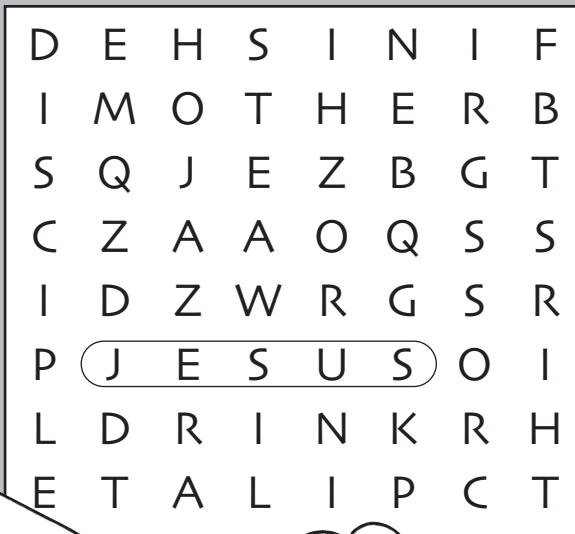 D E H S I N I F
I M O T H E R B
S Q J E Z B G T
C Z A A O Q S S
I D Z W R G S R
P J E S U S O I
L D R I N K R H
E T A L I P C T